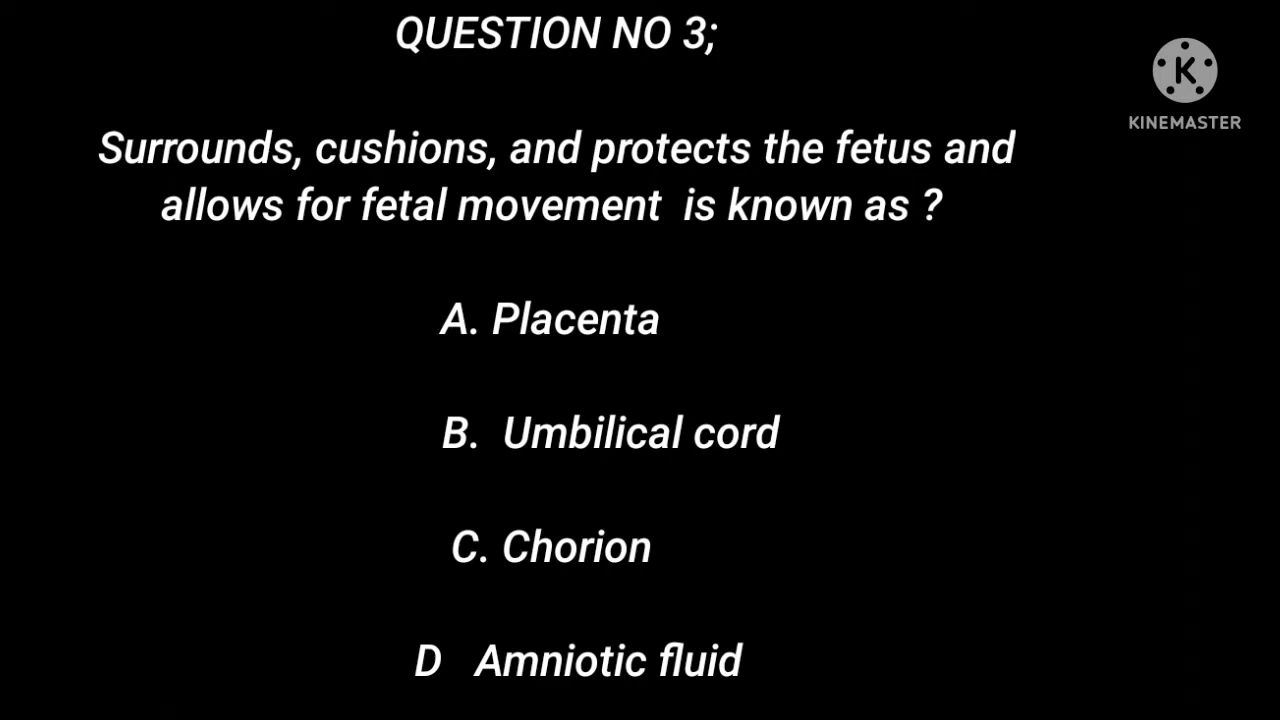 QUESTION NO 3;
K
KINEMASTER
Surrounds, cushions, and protects the fetus and
allows for fetal movement  is known as ?
A. Placenta
B.  Umbilical cord
C. Chorion
D   Amniotic fluid